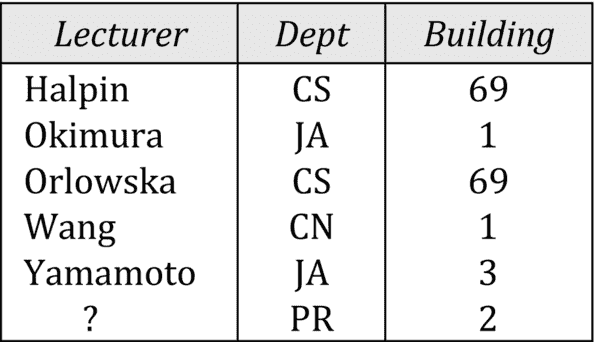 Lecturer Dept Building
Halpin CS 69
Okimura JA 1
Orlowska CS 69
Wang CN 1
Yamamoto JA 3
? PR 2